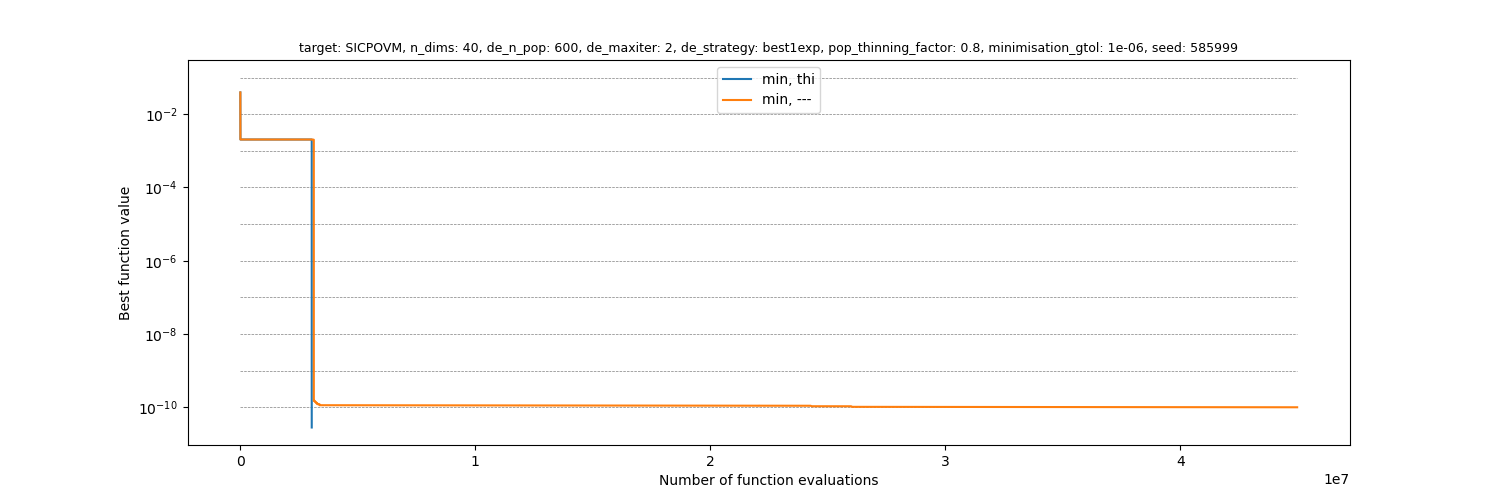 target: SICPOVM, n_dims: 40, de_n_pop: 600, de_maxiter: 2, de_strategy: best1exp, pop_thinning_factor: 0.8, minimisation_gtol: 1e-06, seed: 585999
min, thi
min, ---
10⁻²
10⁻⁴
10⁻⁶
10⁻⁸
10⁻¹⁰
Best function value
0 1 2 3 4
1e7
Number of function evaluations